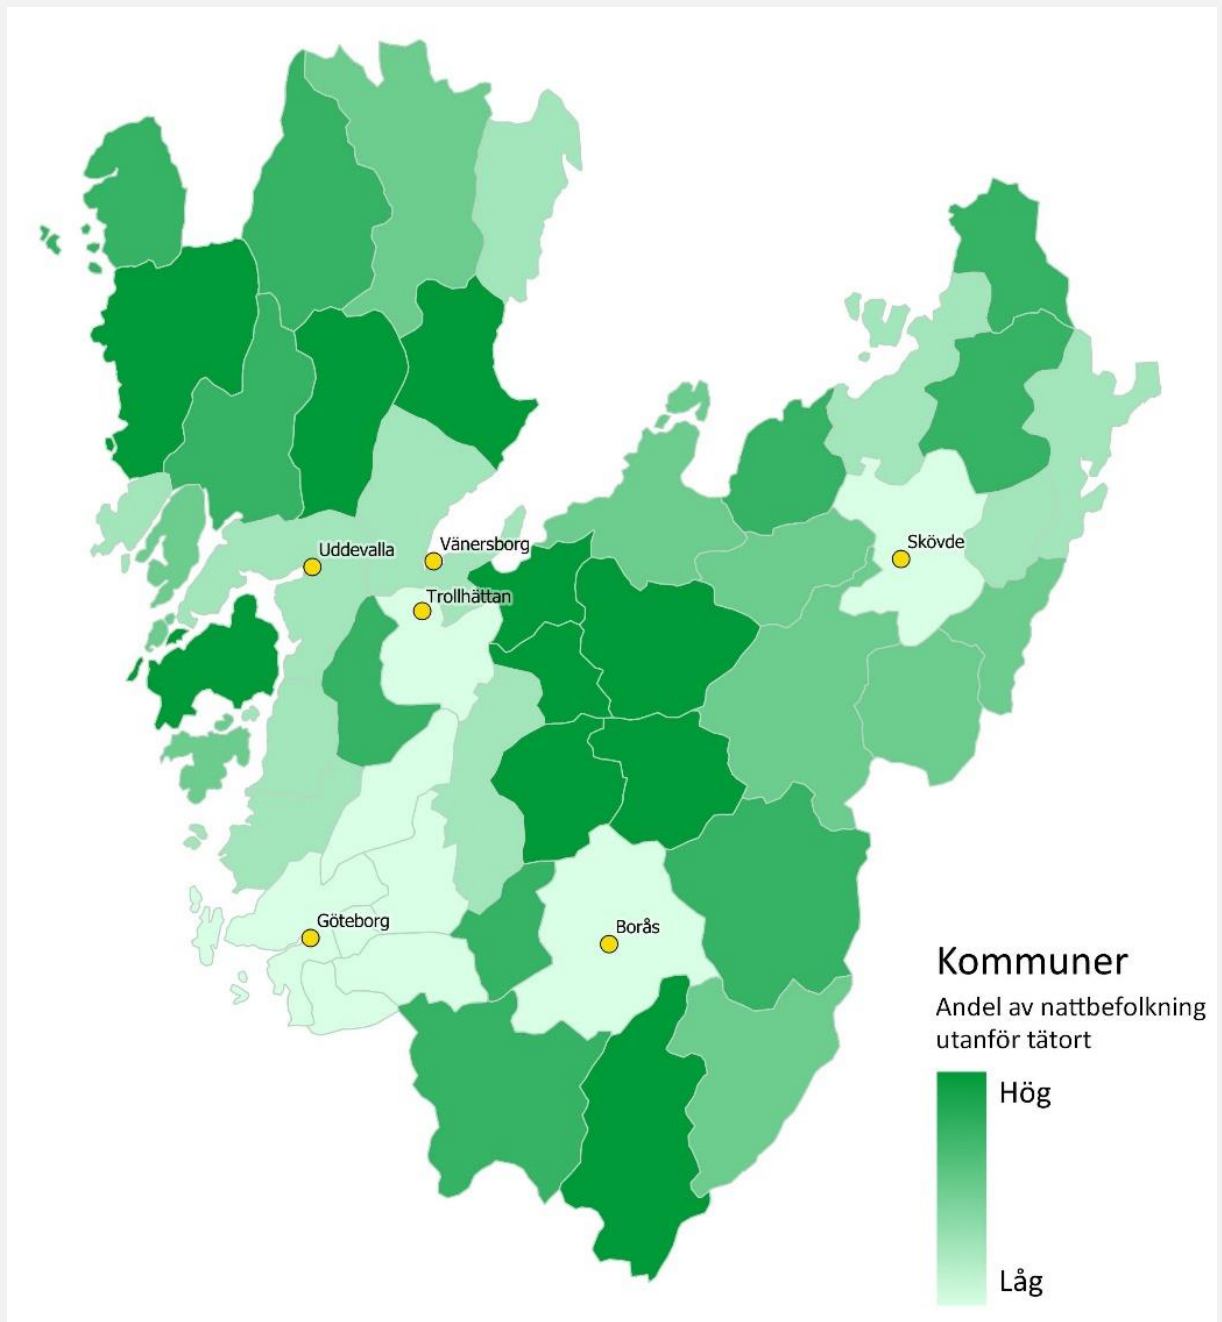 Uddevalla
Vänersborg
Trollhättan
Skövde
Göteborg
Borås
Kommuner
Andel av nattbefolkning
utanför tätort
Hög
Låg